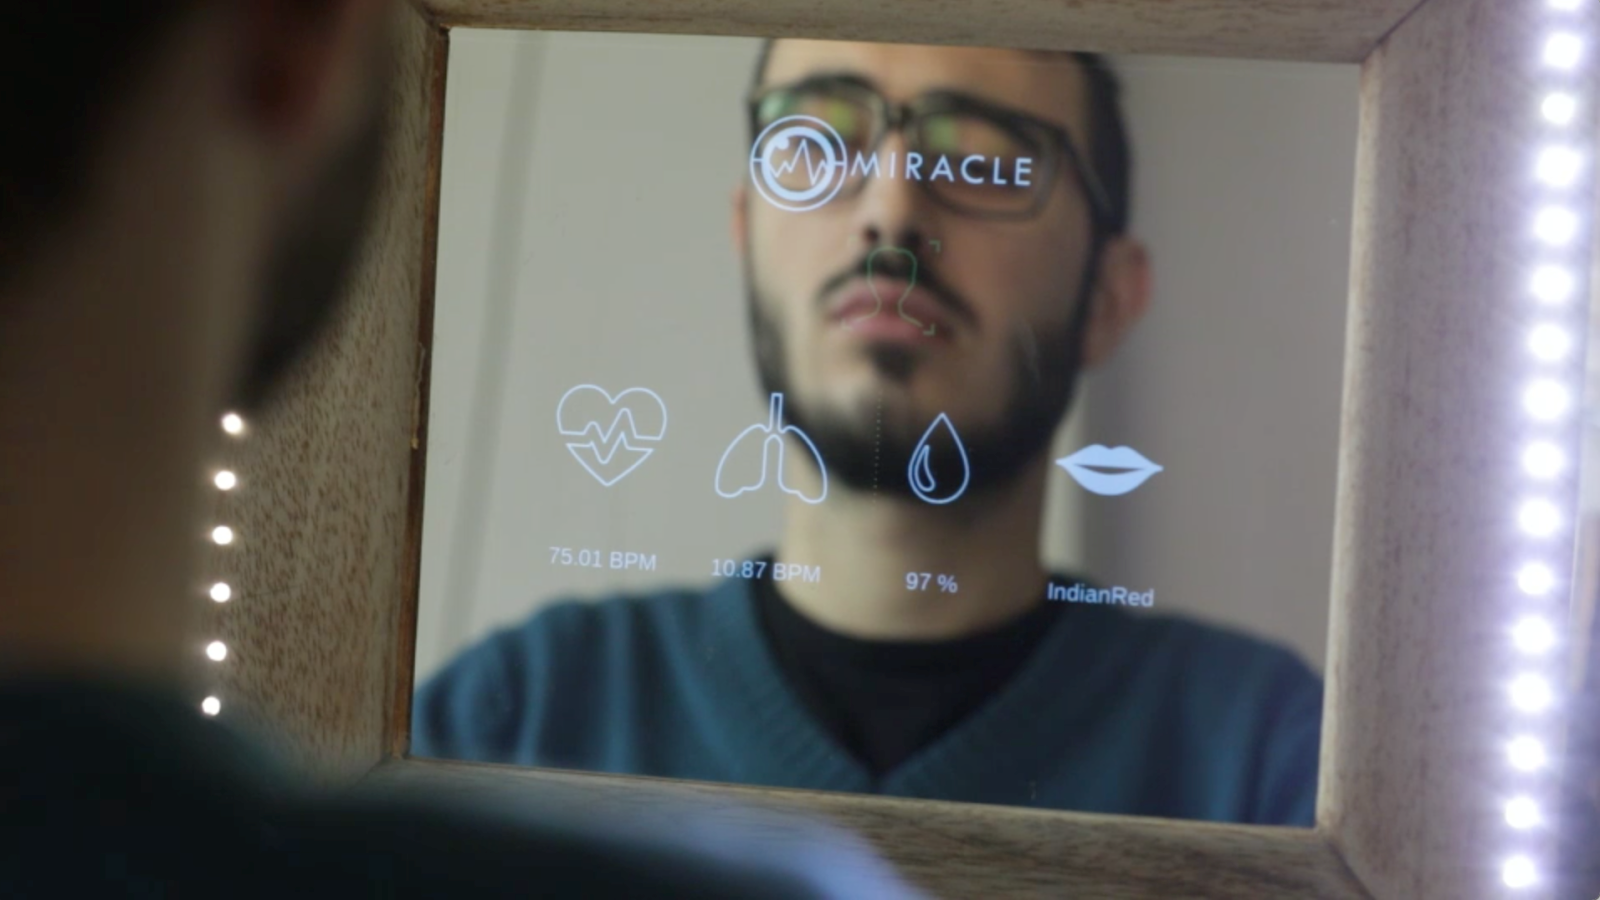 MIRACLE
75.01 BPM
10.87 BPM
97 %
IndianRed